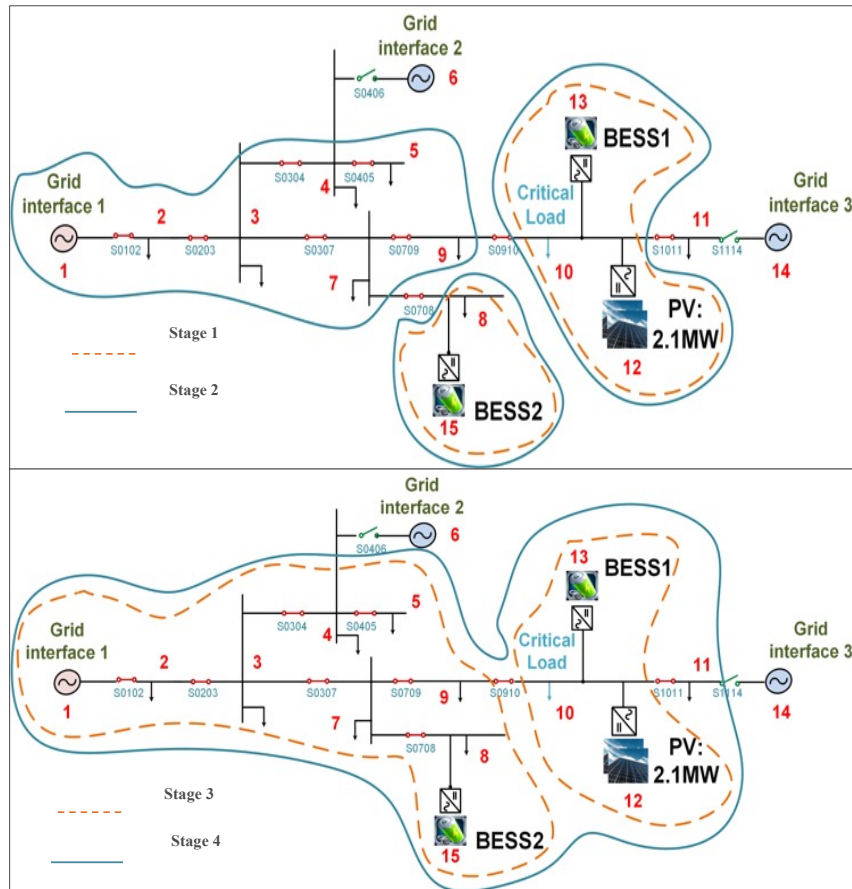 Grid
interface 2
6
S0406
13
BESS1
5
S0304
S0405
4
Grid
interface 1
Critical
Load
Grid
interface 3
2
3
11
S0102
S0203
S0307
S0709
S0910
S1011
S1114
1
9
10
14
7
S0708
8
PV:
2.1MW
12
Stage 1
Stage 2
15
BESS2
Grid
interface 2
6
S0406
13
BESS1
5
S0304
S0405
4
Grid
interface 1
Critical
Load
Grid
interface 3
2
3
11
S0102
S0203
S0307
S0709
S0910
S1011
S1114
1
9
10
14
7
S0708
8
PV:
2.1MW
12
Stage 3
Stage 4
15
BESS2